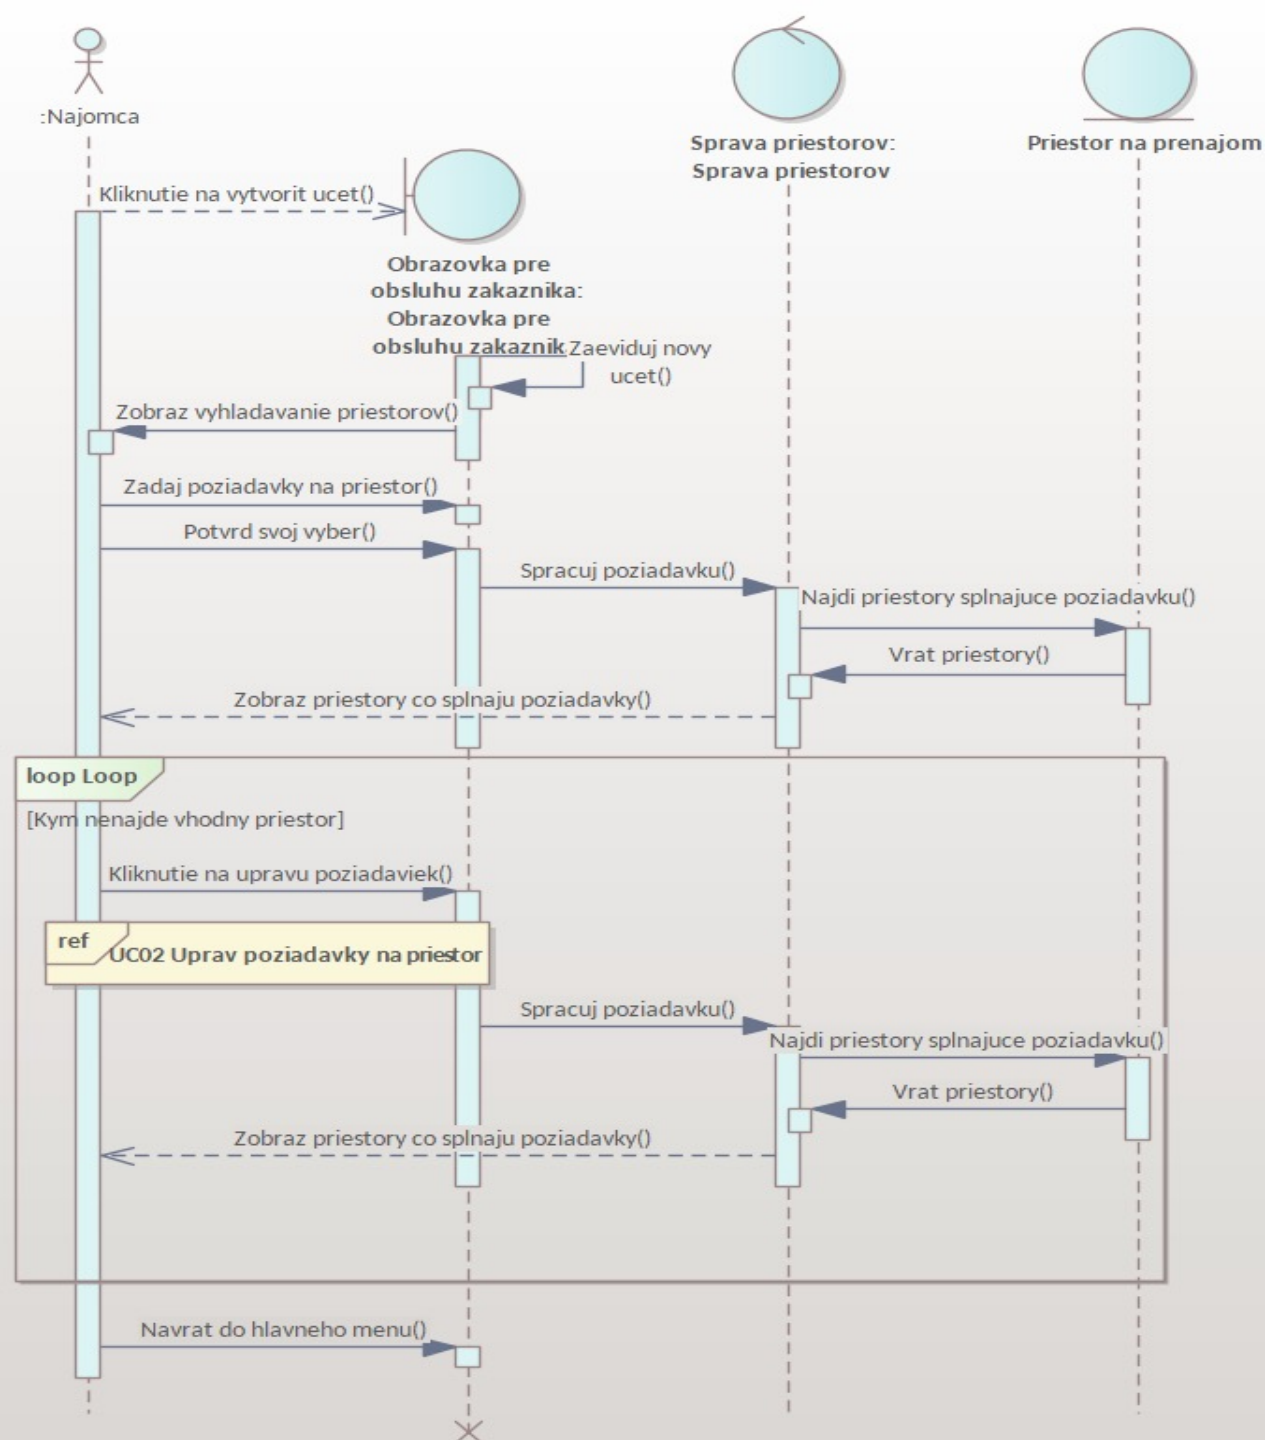 :Najomca
Sprava priestorov:
Sprava priestorov
Priestor na prenajom
Kliknutie na vytvorit ucet()
Obrazovka pre
obsluhu zakaznika:
Obrazovka pre
obsluhu zakaznik
Zaeviduj novy
ucet()
Zobraz vyhladavanie priestorov()
Zadaj poziadavky na priestor()
Potvrd svoj vyber()
Spracuj poziadavku()
Najdi priestory splnajuce poziadavku()
Vrat priestory()
Zobraz priestory co splnaju poziadavky()
loop Loop
[Kym nenajde vhodny priestor]
Kliknutie na upravu poziadaviek()
ref
UC02 Uprav poziadavky na priestor
Spracuj poziadavku()
Najdi priestory splnajuce poziadavku()
Vrat priestory()
Zobraz priestory co splnaju poziadavky()
Navrat do hlavneho menu()